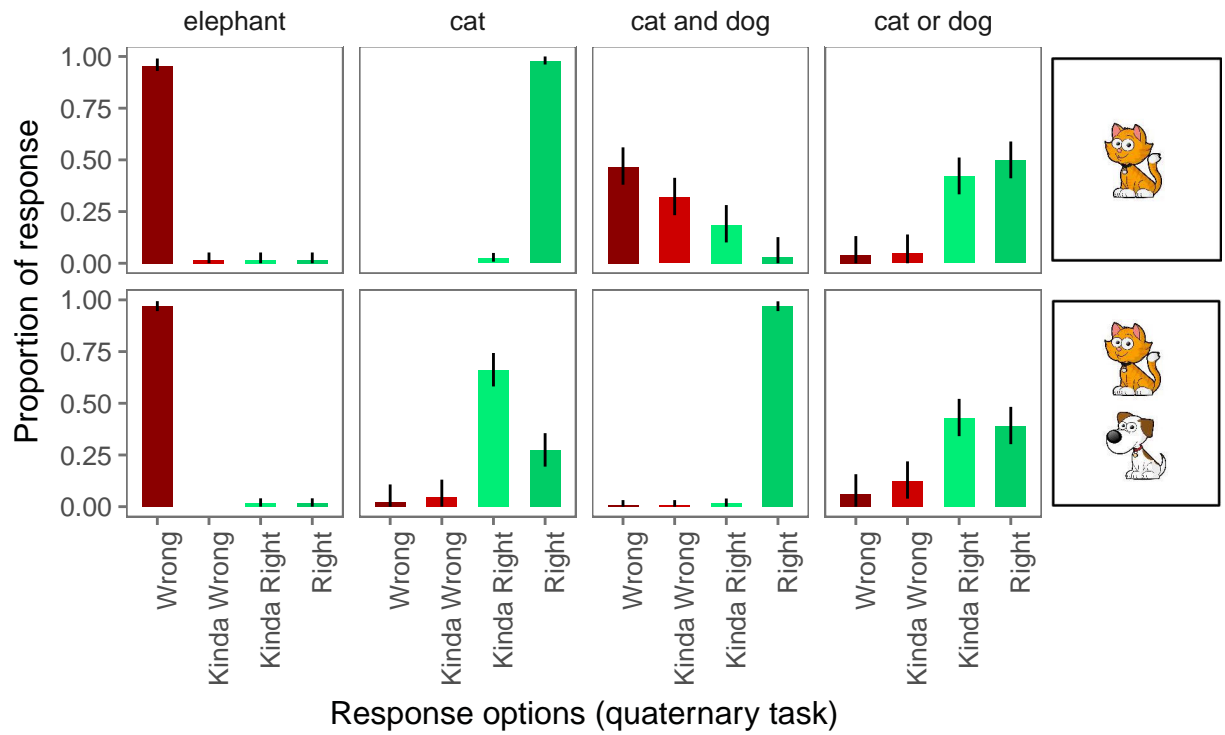 elephant cat cat and dog cat or dog
Proportion of response
1.00
0.75
0.50
0.25
0.00
1.00
0.75
0.50
0.25
0.00
Wrong Kinda Wrong Kinda Right Right Wrong Kinda Wrong Kinda Right Right Wrong Kinda Wrong Kinda Right Right Wrong Kinda Wrong Kinda Right Right
Response options (quaternary task)